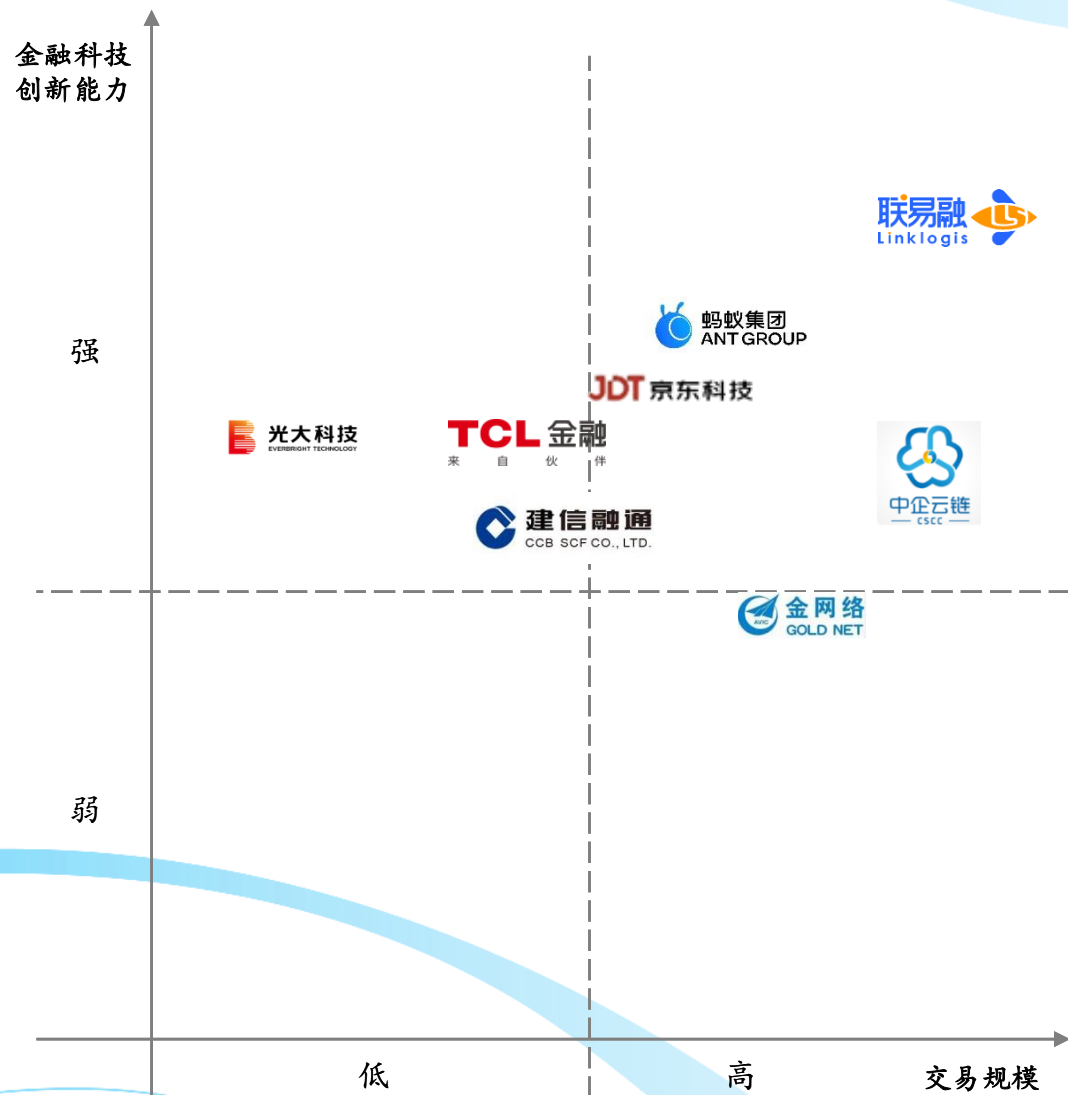 金融科技
创新能力
联易融
Linklogis
LS
蚂蚁集团
ANT GROUP
强
JDT 京东科技
光大科技
EVERBRIGHT TECHNOLOGY
TCL 金融
来自伙伴
中企云链
CSCC
建信融通
CCB SCF CO., LTD.
AVIC
金网络
GOLD NET
弱
低
高
交易规模